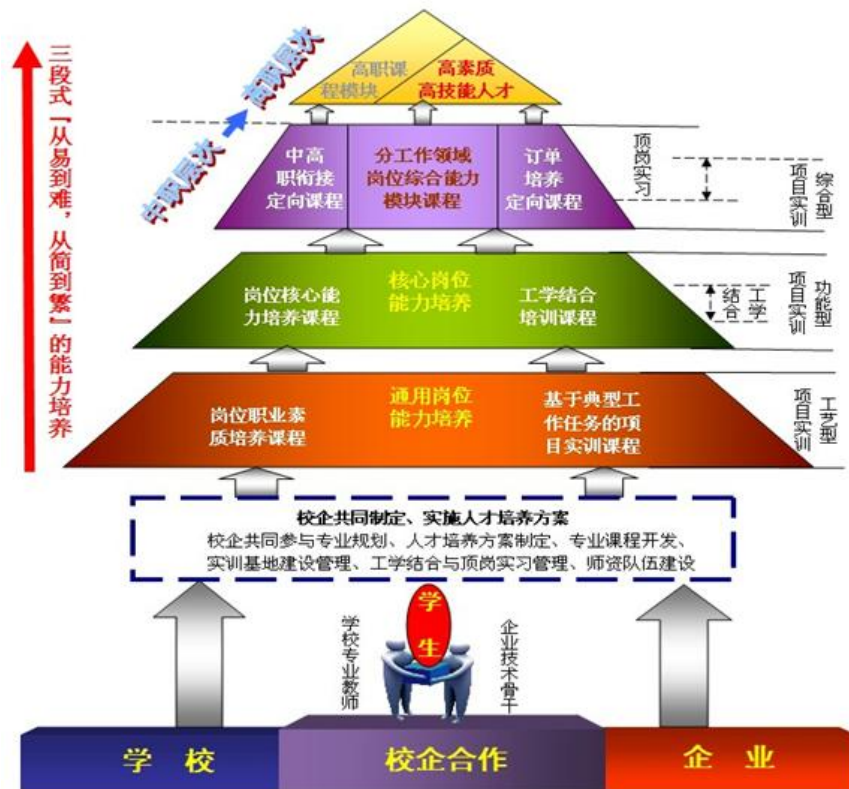 三段式“从易到难，从简到繁”的能力培养
中职层次
高职层次
高职课
程模块
高素质
高技能人才
中高
职衔接
定向课程
分工作领域
岗位综合能力
模块课程
订单
培养
定向课程
顶岗实习
综合型
项目实训
岗位核心能
力培养课程
核心岗位
能力培养
工学结合
培训课程
工学
结合
功能型
项目实训
岗位职业素
质培养课程
通用岗位
能力培养
基于典型工
作任务的项
目实训课程
工艺型
项目实训
校企共同制定、实施人才培养方案
校企共同参与专业规划、人才培养方案制定、专业课程开发、
实训基地建设管理、工学结合与顶岗实习管理、师资队伍建设
学校专业教师
学生
企业技术骨干
学 校
校企合作
企 业